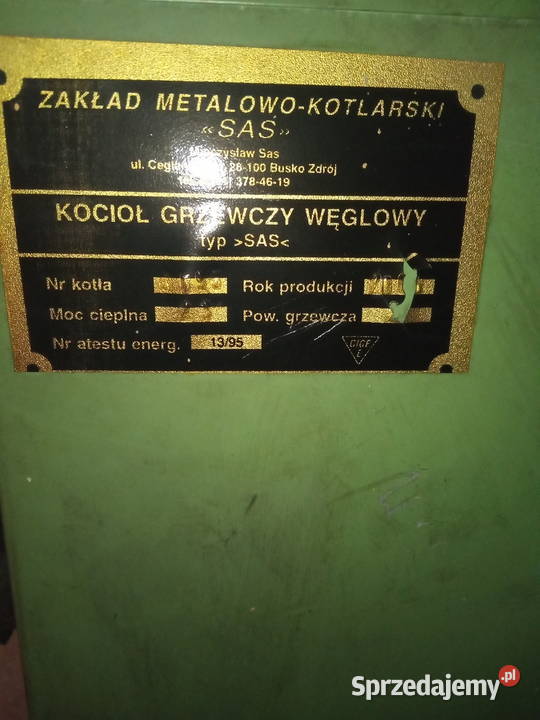 ZAKŁAD METALOWO-KOTLARSKI
«SAS»
Sas
ul. 28-100 Busko Zdrój
378-46-19
KOCIOŁ GRZEWCZY WĘGLOWY
typ >SAS<
Nr kotła Rok produkcji
Moc cieplna Pow. grzewcza
Nr atestu energ. 13/95
Sprzedajemy.pl